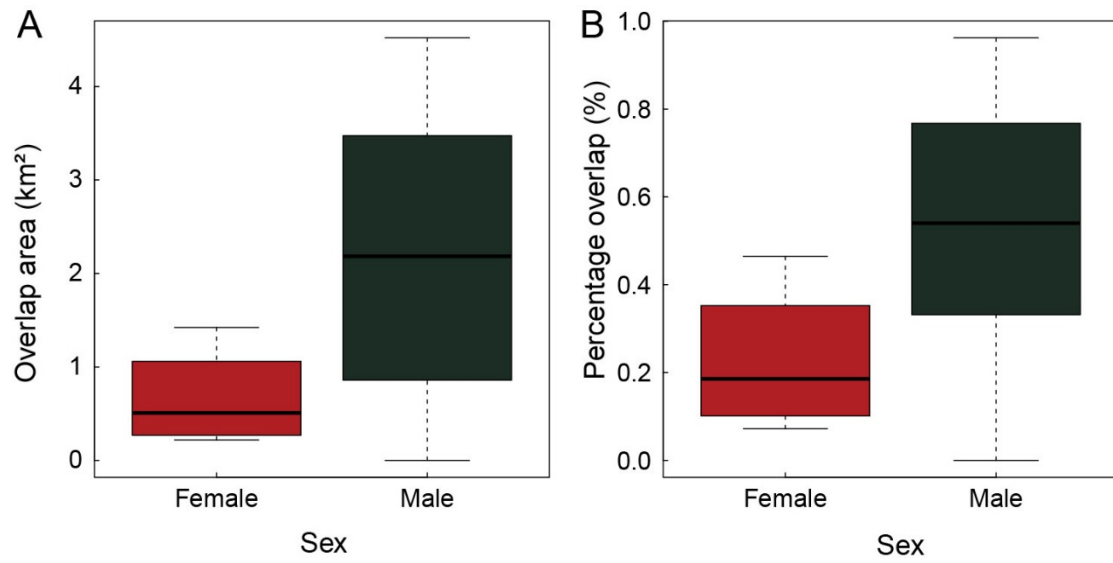 A
Overlap area (km²)
4
3
2
1
0
Female Male
Sex
B
Percentage overlap (%)
1.0
0.8
0.6
0.4
0.2
0.0
Female Male
Sex